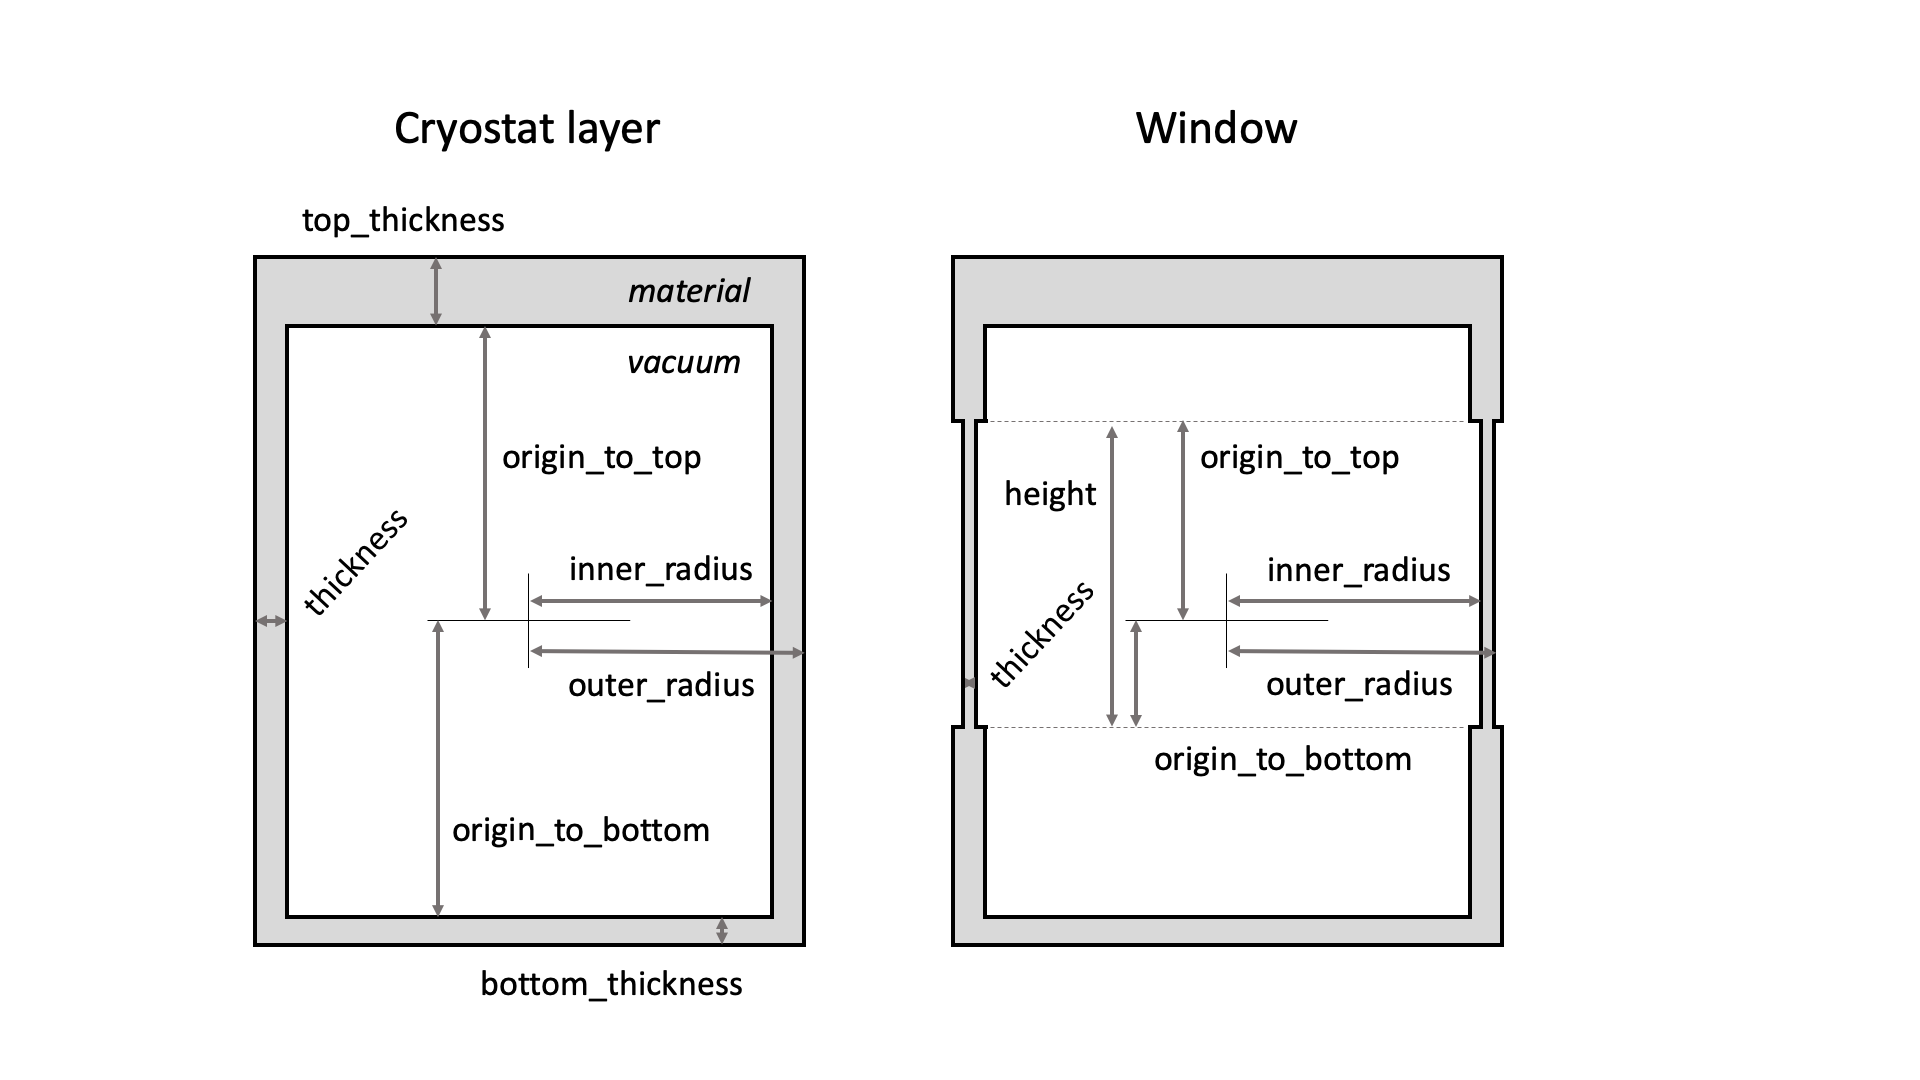 Cryostat layer
top_thickness
material
vacuum
origin_to_top
thickness
inner_radius
outer_radius
origin_to_bottom
bottom_thickness
Window
origin_to_top
height
inner_radius
thickness
outer_radius
origin_to_bottom